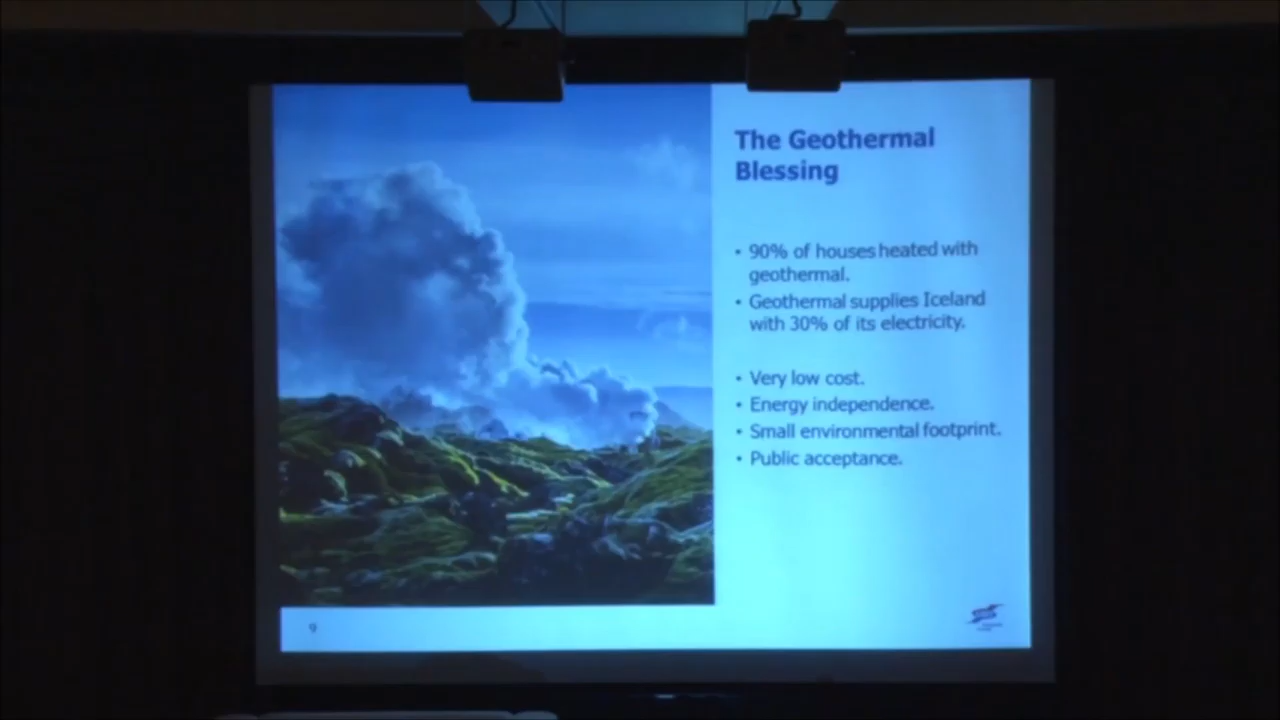 The Geothermal
Blessing
• 90% of houses heated with
geothermal.
• Geothermal supplies Iceland
with 30% of its electricity.
• Very low cost.
• Energy independence.
• Small environmental footprint.
• Public acceptance.
9